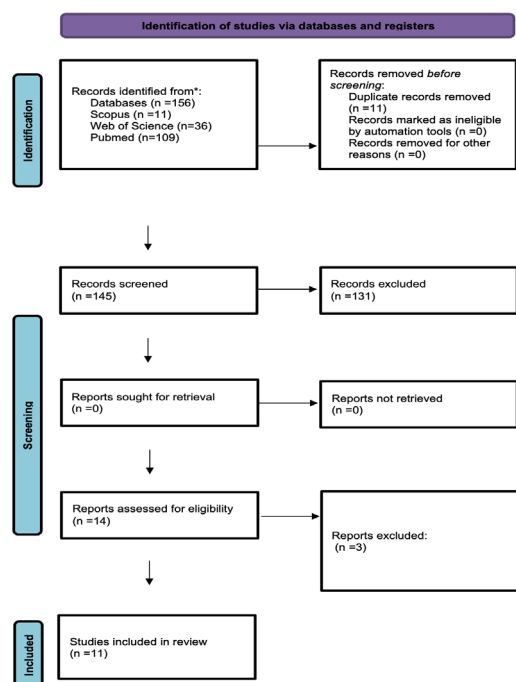 Identification of studies via databases and registers
Identification
Records identified from*:
Databases (n =156)
Scopus (n =11)
Web of Science (n=36)
Pubmed (n=109)
Records removed before
screening:
Duplicate records removed
(n =11)
Records marked as ineligible
by automation tools (n =0)
Records removed for other
reasons (n =0)
Screening
Records screened
(n =145)
Records excluded
(n =131)
Reports sought for retrieval
(n =0)
Reports not retrieved
(n =0)
Reports assessed for eligibility
(n =14)
Reports excluded:
(n =3)
Included
Studies included in review
(n =11)